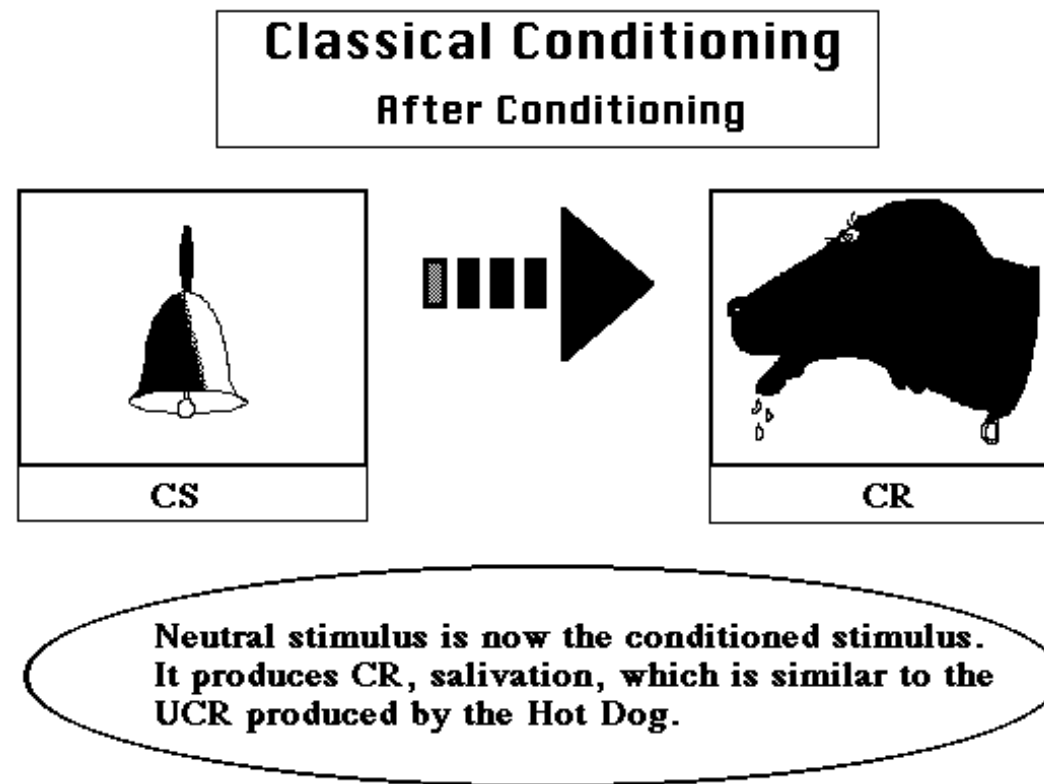 Classical Conditioning
After Conditioning
CS
CR
Neutral stimulus is now the conditioned stimulus.
It produces CR, salivation, which is similar to the
UCR produced by the Hot Dog.